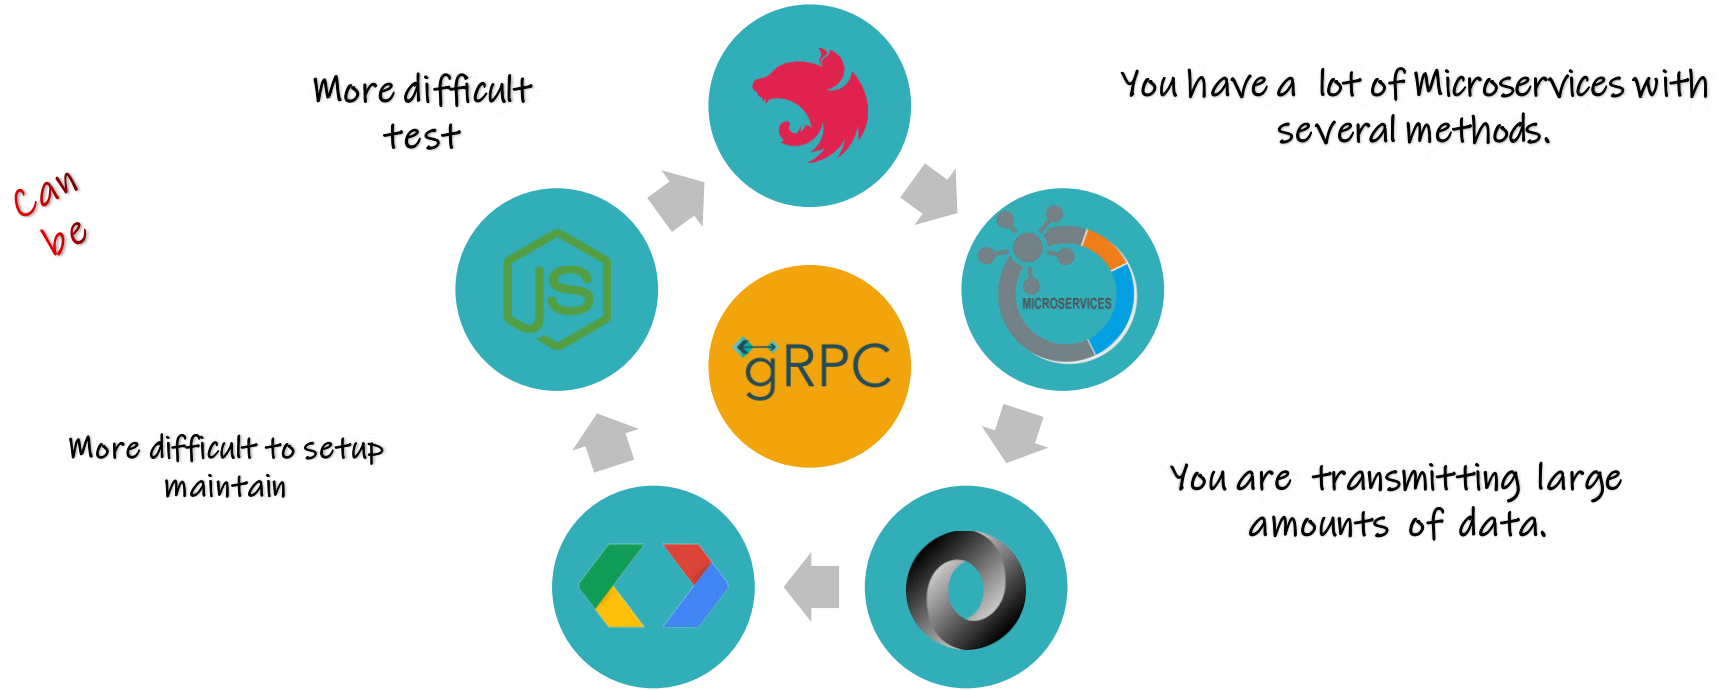 More difficult
test
You have a lot of Microservices with
several methods.
Can
be
JS
MICROSERVICES
gRPC
More difficult to setup
maintain
You are transmitting large
amounts of data.